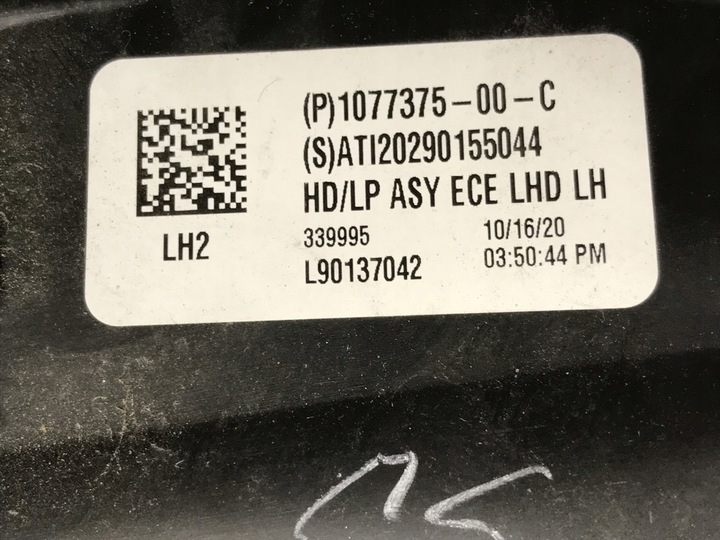 (P)1077375-00-C
(S)ATI20290155044
HD/LP ASY ECE LHD LH
LH2
339995
10/16/20
L90137042
03:50:44 PM